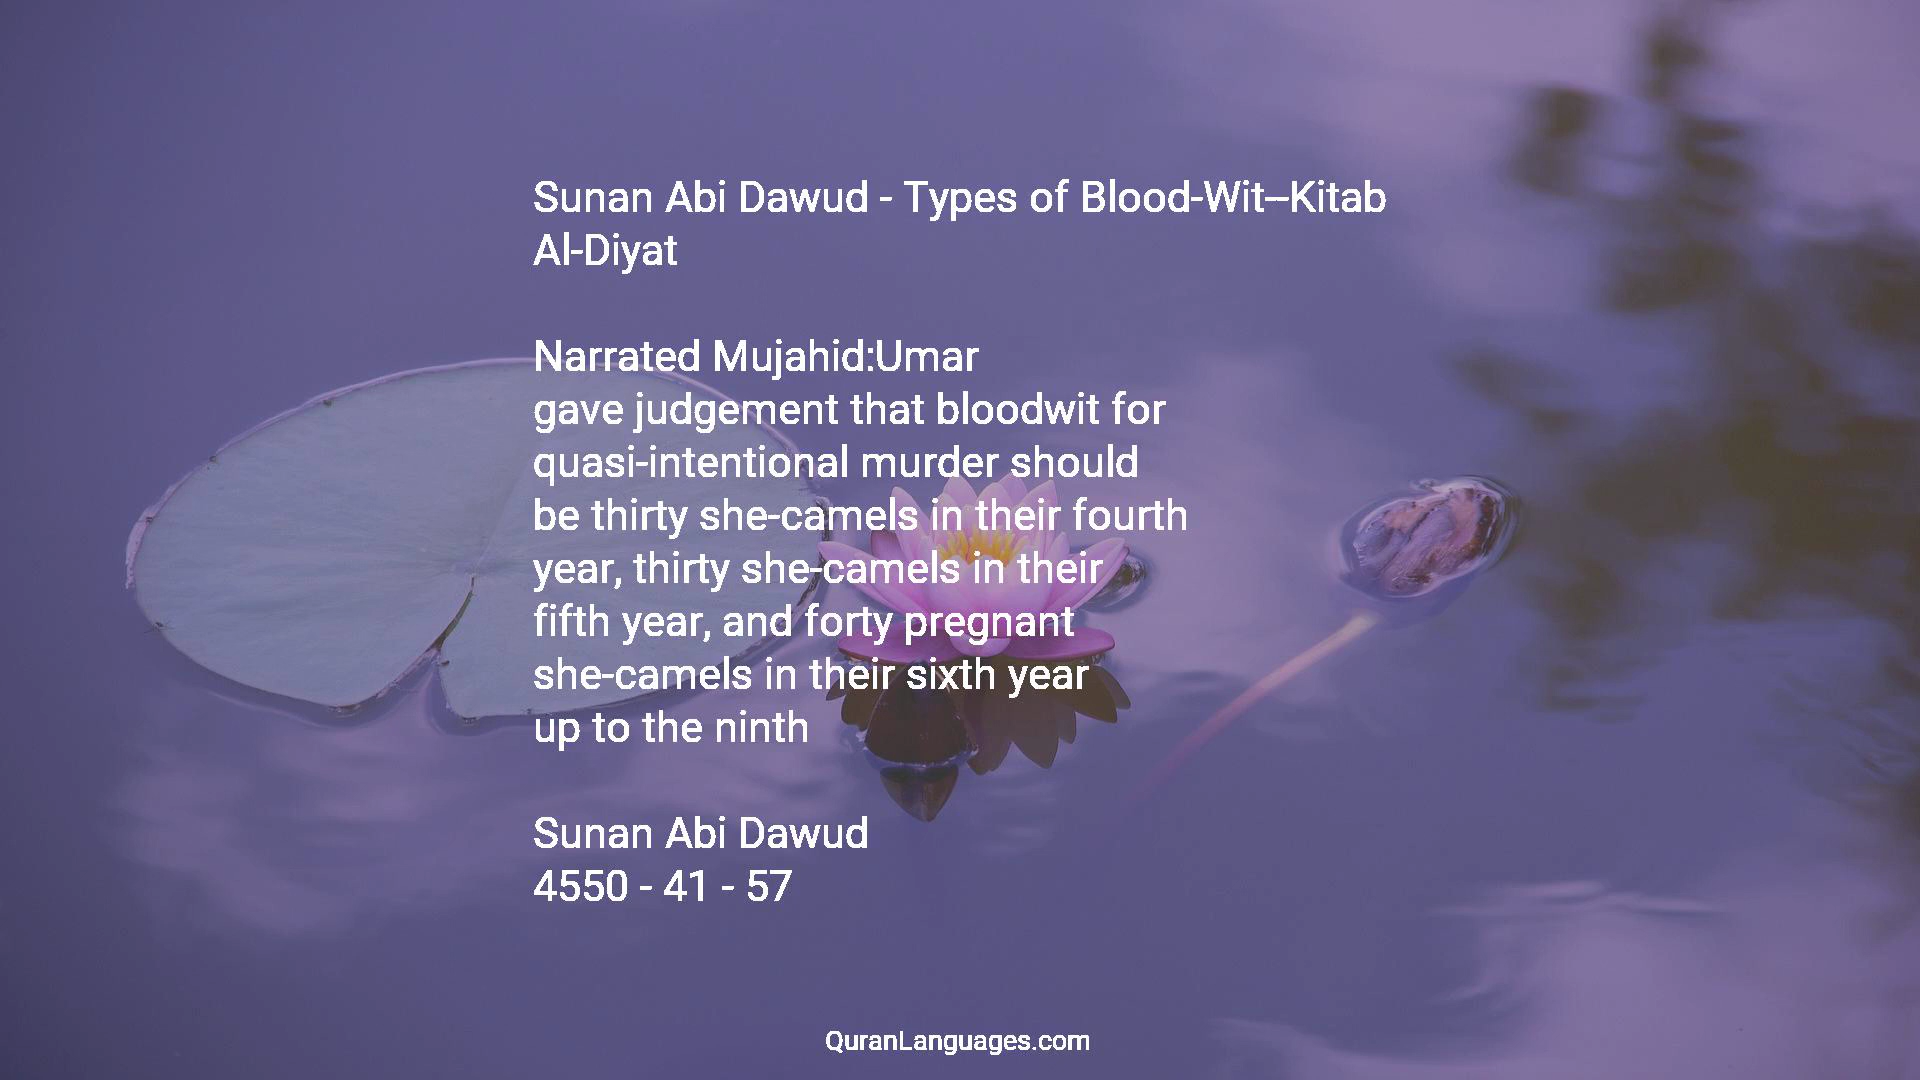 Sunan Abi Dawud - Types of Blood-Wit--Kitab
Al-Diyat
Narrated Mujahid:Umar
gave judgement that bloodwit for
quasi-intentional murder should
be thirty she-camels in their fourth
year, thirty she-camels in their
fifth year, and forty pregnant
she-camels in their sixth year
up to the ninth
Sunan Abi Dawud
4550 - 41 - 57
QuranLanguages.com